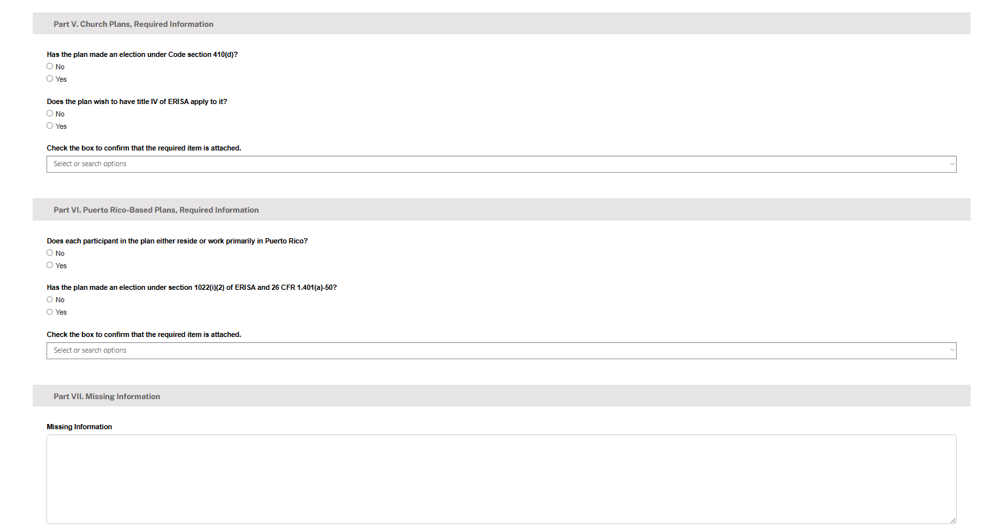 Part V. Church Plans, Required Information
Has the plan made an election under Code section 410(d)?
No
Yes
Does the plan wish to have title IV of ERISA apply to it?
No
Yes
Check the box to confirm that the required item is attached.
Select or search options
Part VI. Puerto Rico-Based Plans, Required Information
Does each participant in the plan either reside or work primarily in Puerto Rico?
No
Yes
Has the plan made an election under section 1022(i)(2) of ERISA and 26 CFR 1.401(a)-50?
No
Yes
Check the box to confirm that the required item is attached.
Select or search options
Part VII. Missing Information
Missing Information